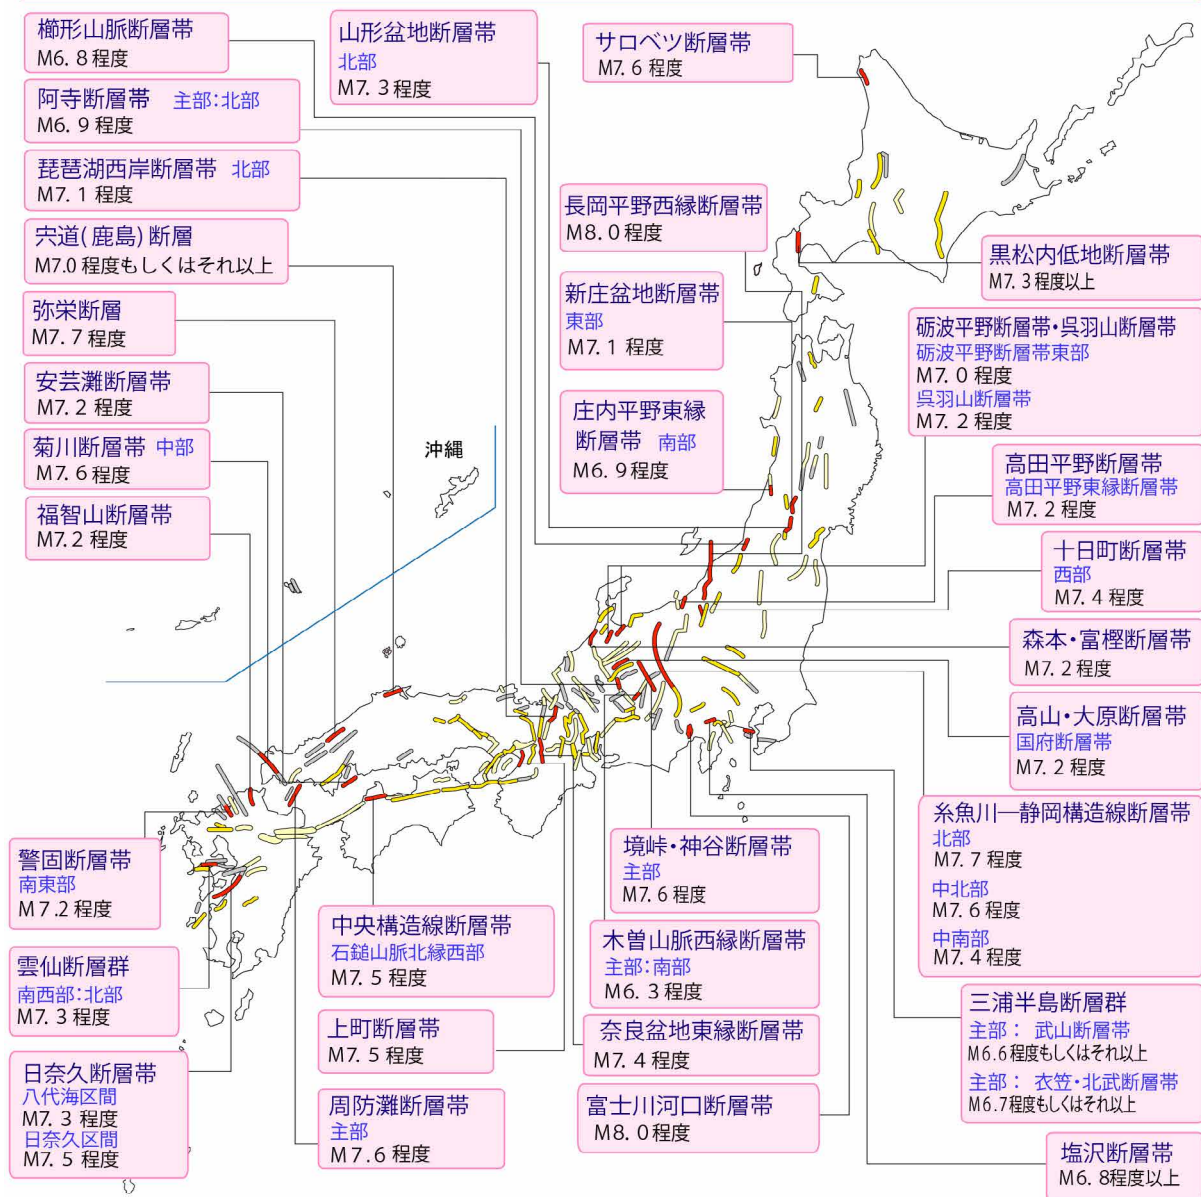 櫛形山脈断層帯
M6. 8 程度
阿寺断層帯 主部:北部
M6. 9 程度
琵琶湖西岸断層帯 北部
M7. 1 程度
宍道( 鹿島) 断層
M7.0 程度もしくはそれ以上
弥栄断層
M7. 7 程度
安芸灘断層帯
M7. 2 程度
菊川断層帯 中部
M7. 6 程度
福智山断層帯
M7. 2 程度
山形盆地断層帯
北部
M7. 3 程度
サロベツ断層帯
M7. 6 程度
長岡平野西縁断層帯
M8. 0 程度
新庄盆地断層帯
東部
M7. 1 程度
庄内平野東縁
断層帯 南部
M6. 9 程度
沖縄
黒松内低地断層帯
M7. 3程度以上
砺波平野断層帯・呉羽山断層帯
砺波平野断層帯東部
M7. 0 程度
呉羽山断層帯
M7. 2 程度
高田平野断層帯
高田平野東縁断層帯
M7. 2 程度
十日町断層帯
西部
M7. 4 程度
森本・富樫断層帯
M7. 2 程度
高山・大原断層帯
国府断層帯
M7. 2 程度
糸魚川―静岡構造線断層帯
北部
M7. 7 程度
中北部
M7. 6 程度
中南部
M7. 4 程度
三浦半島断層群
主部: 武山断層帯
M6.6程度もしくはそれ以上
主部: 衣笠・北武断層帯
M6.7程度もしくはそれ以上
塩沢断層帯
M6. 8程度以上
警固断層帯
南東部
M7.2 程度
雲仙断層群
南西部:北部
M7. 3 程度
日奈久断層帯
八代海区間
M7. 3 程度
日奈久区間
M7. 5 程度
中央構造線断層帯
石鎚山脈北縁西部
M7. 5 程度
上町断層帯
M7. 5 程度
周防灘断層帯
主部
M7.6 程度
境峠・神谷断層帯
主部
M7. 6 程度
木曽山脈西縁断層帯
主部:南部
M6. 3 程度
奈良盆地東縁断層帯
M7. 4 程度
富士川河口断層帯
M8. 0程度